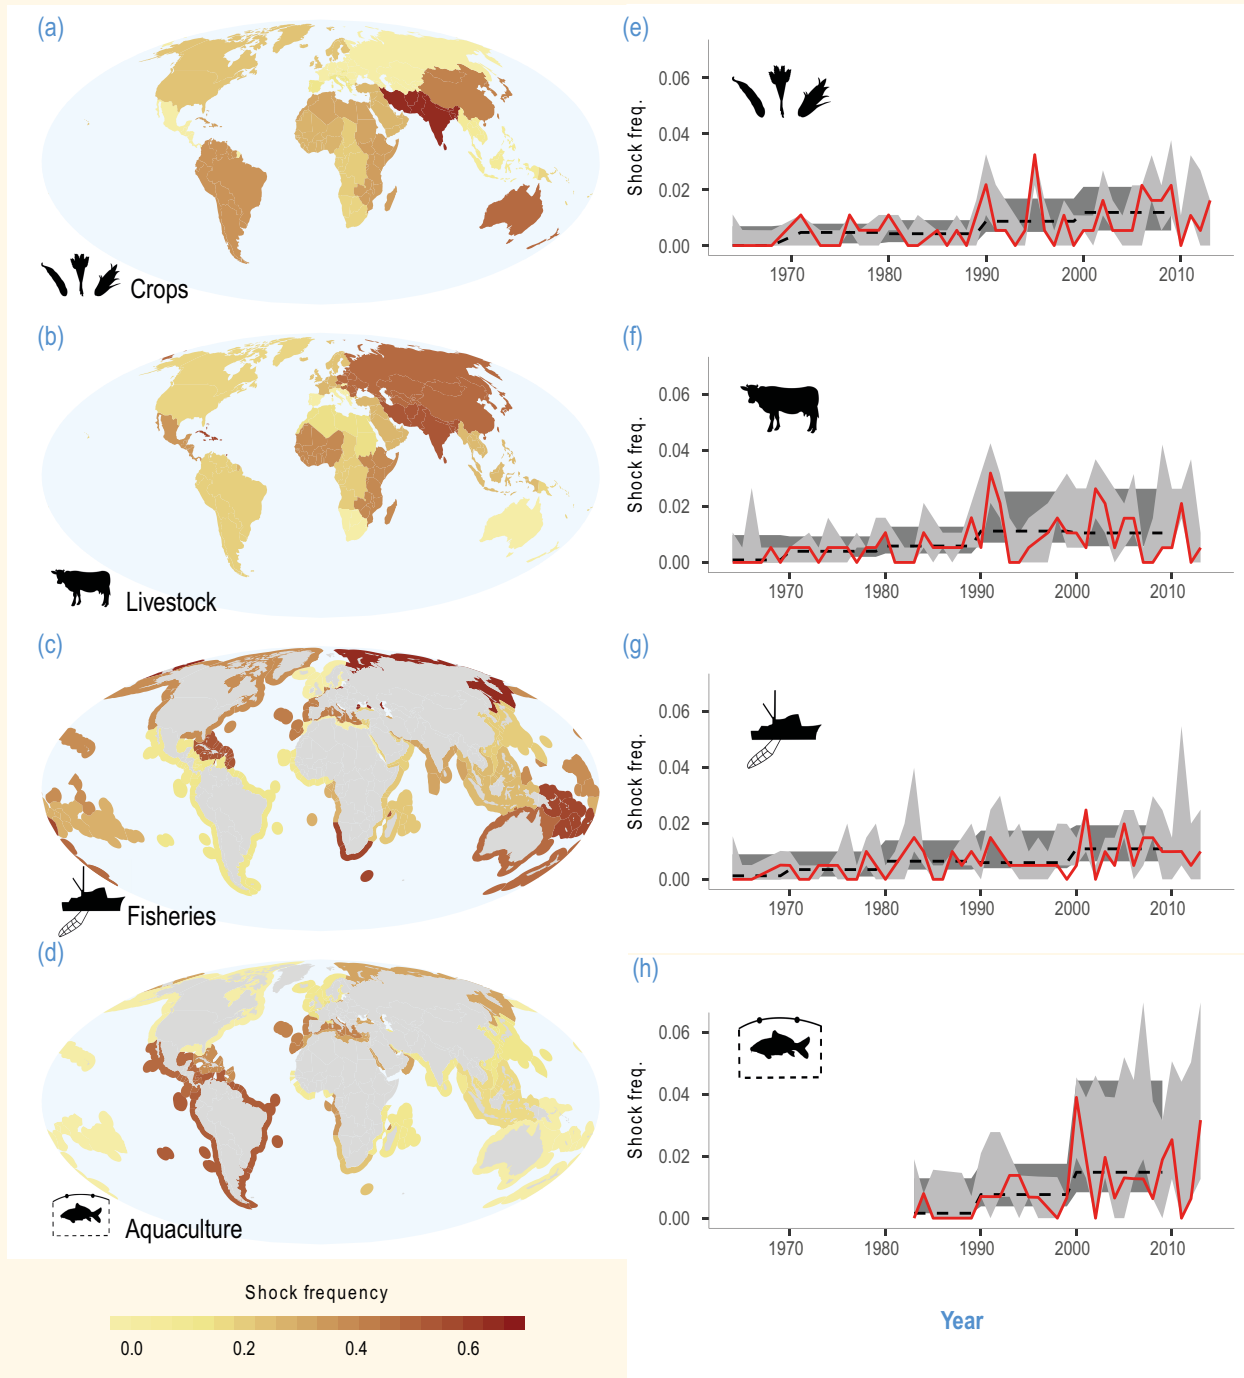 (a)
Crops
(b)
Livestock
(c)
Fisheries
(d)
Aquaculture
Shock frequency
0.0 0.2 0.4 0.6
(e)
Shock freq.
0.06
0.04
0.02
0.00
1970 1980 1990 2000 2010
(f)
Shock freq.
0.06
0.04
0.02
0.00
1970 1980 1990 2000 2010
(g)
Shock freq.
0.06
0.04
0.02
0.00
1970 1980 1990 2000 2010
(h)
Shock freq.
0.06
0.04
0.02
0.00
1970 1980 1990 2000 2010
Year